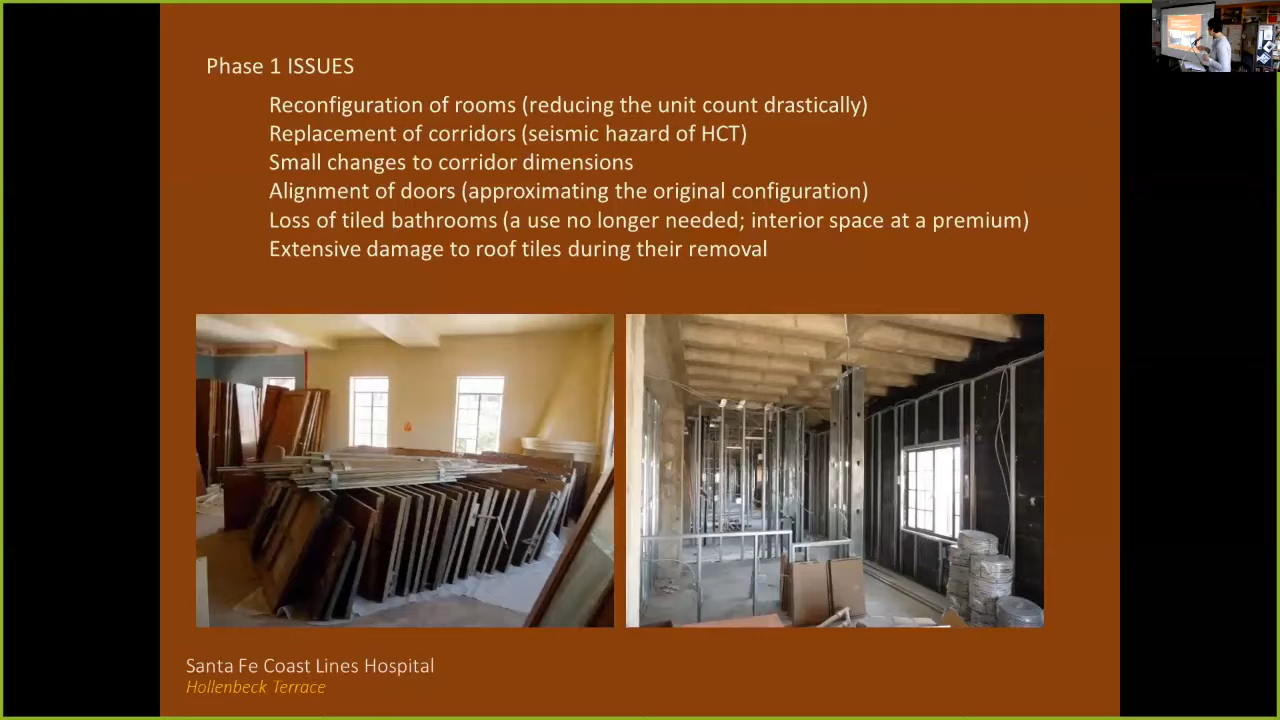 Phase 1 ISSUES
Reconfiguration of rooms (reducing the unit count drastically)
Replacement of corridors (seismic hazard of HCT)
Small changes to corridor dimensions
Alignment of doors (approximating the original configuration)
Loss of tiled bathrooms (a use no longer needed; interior space at a premium)
Extensive damage to roof tiles during their removal
Santa Fe Coast Lines Hospital
Hollenbeck Terrace